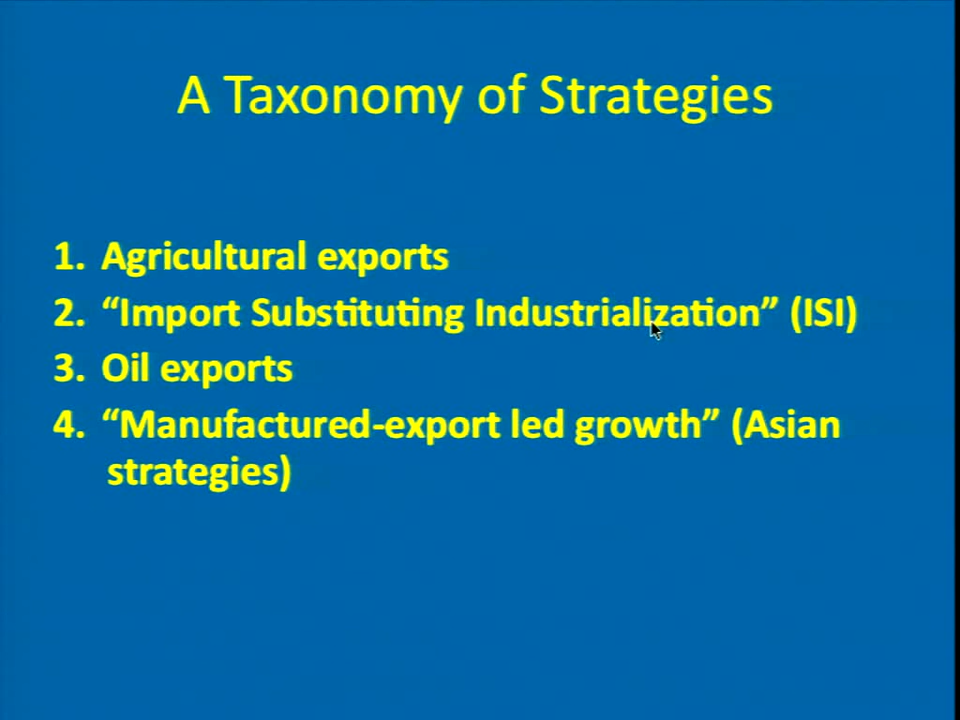 A Taxonomy of Strategies
1. Agricultural exports
2. “Import Substituting Industrialization” (ISI)
3. Oil exports
4. “Manufactured-export led growth” (Asian
strategies)